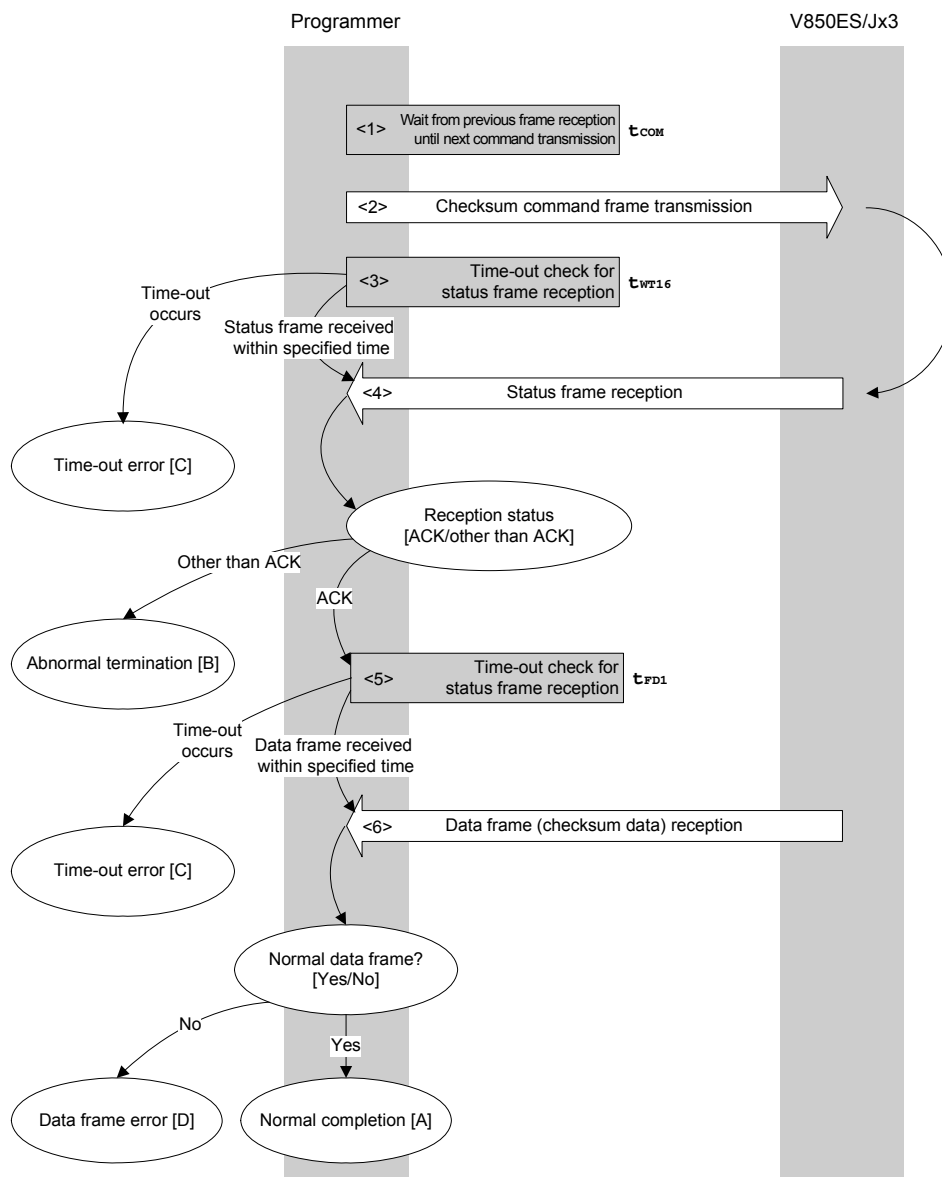 Programmer
V850ES/Jx3
<1>
Wait from previous frame reception
until next command transmission
tCOM
<2>
Checksum command frame transmission
<3>
Time-out check for
status frame reception
tWT16
Time-out
occurs
Status frame received
within specified time
<4>
Status frame reception
Time-out error [C]
Reception status
[ACK/other than ACK]
Other than ACK
ACK
Abnormal termination [B]
<5>
Time-out check for
status frame reception
tFD1
Time-out
occurs
Data frame received
within specified time
<6>
Data frame (checksum data) reception
Time-out error [C]
Normal data frame?
[Yes/No]
No
Yes
Data frame error [D]
Normal completion [A]